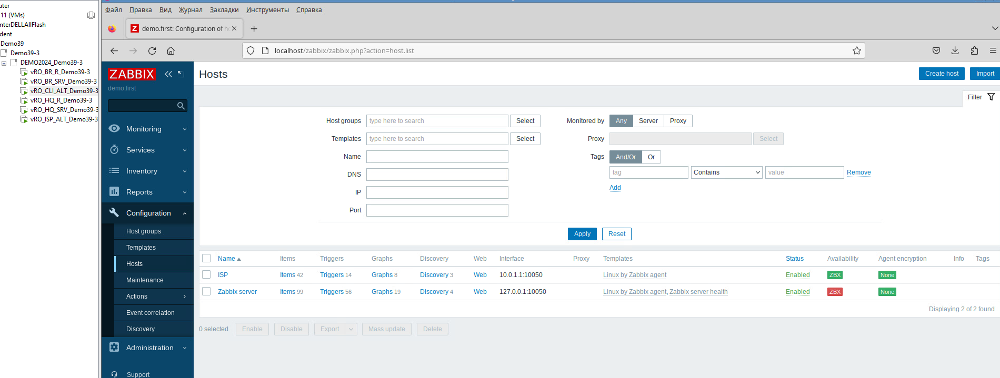 uter
11 (VMs)
nterDELLAllFlash
dent
Demo39
Demo39-3
DEMO2024_Demo39-3
vRO_BR_R_Demo39-3
vRO_BR_SRV_Demo39-3
vRO_CLI_ALT_Demo39-3
vRO_HQ_R_Demo39-3
vRO_HQ_SRV_Demo39-3
vRO_ISP_ALT_Demo39-3
Файл Правка Вид Журнал Закладки Инструменты Справка
Z demo.first: Configuration of ho
localhost/zabbix/zabbix.php?action=host.list
ZABBIX
demo.first
Monitoring
Services
Inventory
Reports
Configuration
Host groups
Templates
Hosts
Maintenance
Actions
Event correlation
Discovery
Administration
Support
Hosts
Create host Import
Filter
Host groups type here to search Select
Templates type here to search Select
Name
DNS
IP
Port
Monitored by Any Server Proxy
Proxy Select
Tags And/Or Or
tag Contains value Remove
Add
Apply Reset
Name Items Triggers Graphs Discovery Web Interface Proxy Templates Status Availability Agent encryption Info Tags
ISP Items 42 Triggers 14 Graphs 8 Discovery 3 Web 10.0.1.1:10050 Linux by Zabbix agent Enabled ZBX None
Zabbix server Items 99 Triggers 56 Graphs 19 Discovery 4 Web 127.0.0.1:10050 Linux by Zabbix agent, Zabbix server health Enabled ZBX None
Displaying 2 of 2 found
0 selected Enable Disable Export Mass update Delete